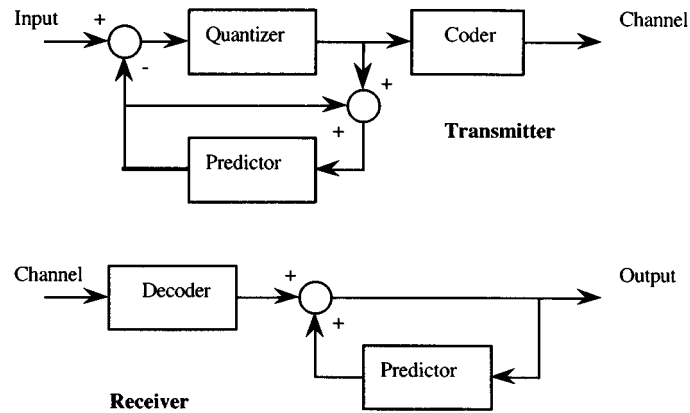 Input
+
Quantizer
Coder
Channel
-
+
+
Transmitter
Predictor
Channel
Decoder
+
Output
+
Predictor
Receiver